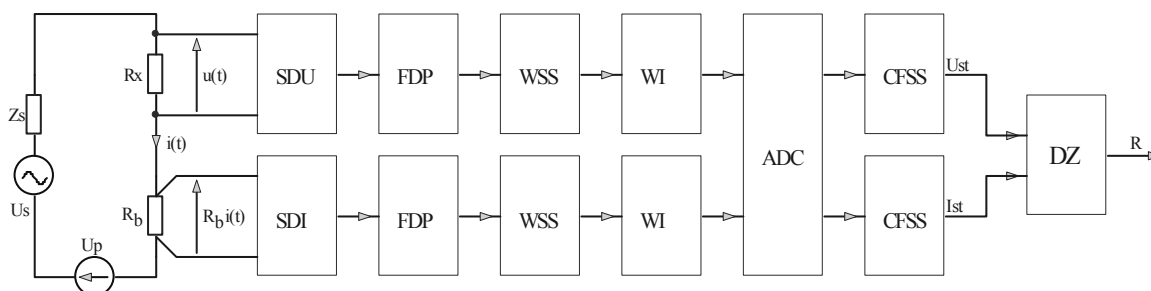 Zs
Us
Up
Rx
u(t)
i(t)
Rb
Rb i(t)
SDU
FDP
WSS
WI
SDI
FDP
WSS
WI
ADC
CFSS
CFSS
Ust
Ist
DZ
R